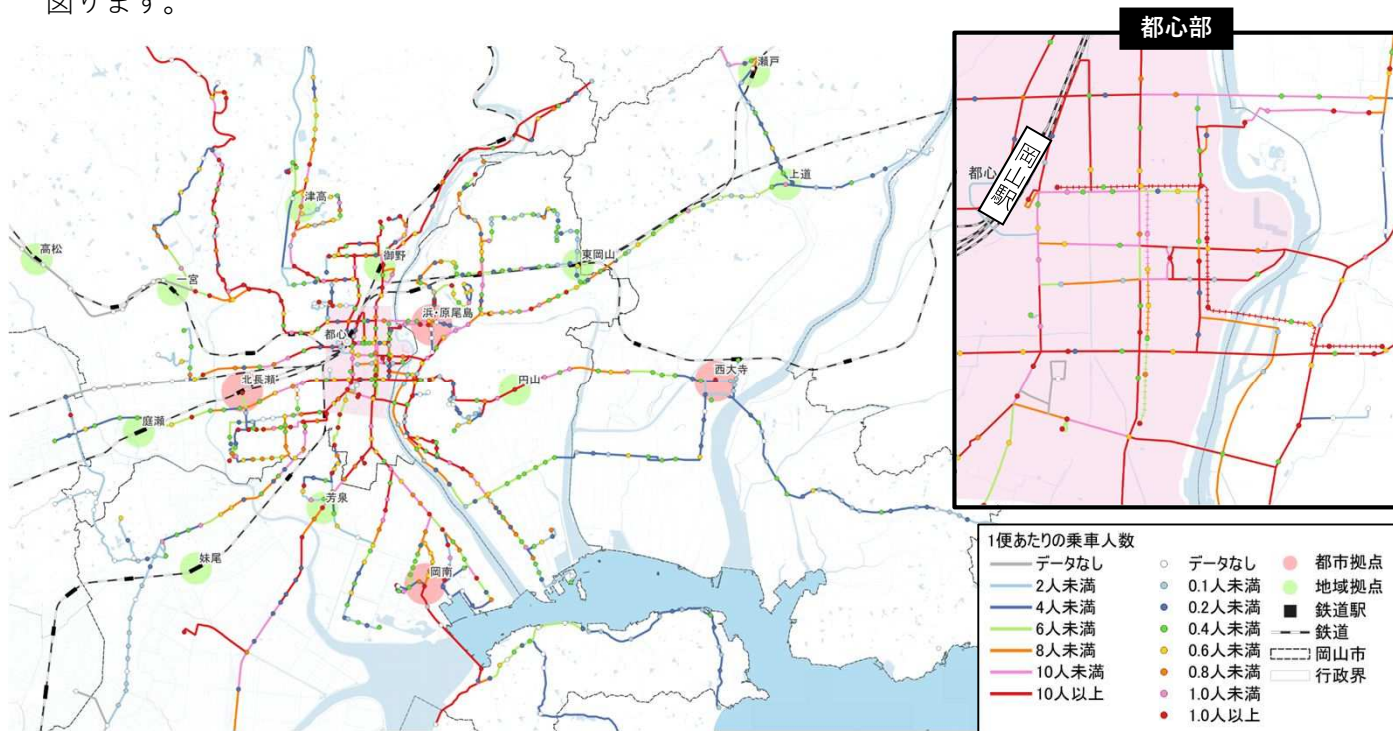 図ります。
都心部
瀬戸
上道
津高
高松
一宮
御野
東岡山
浜・原尾島
都心
北長瀬
円山
西大寺
庭瀬
芳泉
妹尾
岡南
都心
岡山駅
1便あたりの乗車人数
データなし
2人未満
4人未満
6人未満
8人未満
10人未満
10人以上
データなし
0.1人未満
0.2人未満
0.4人未満
0.6人未満
0.8人未満
1.0人未満
1.0人以上
都市拠点
地域拠点
鉄道駅
鉄道
岡山市
行政界